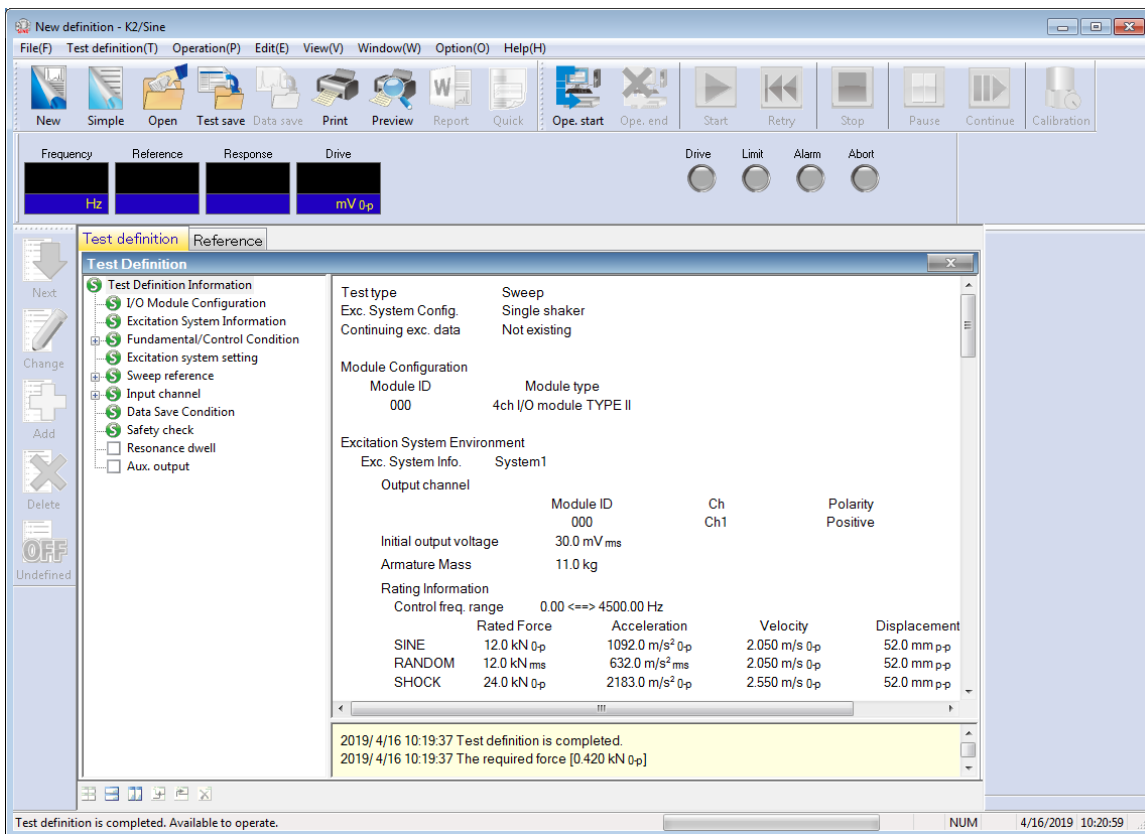 New definition - K2/Sine
File(F) Test definition(T) Operation(P) Edit(E) View(V) Window(W) Option(O) Help(H)
New Simple Open Test save Data save Print Preview Report Quick Ope. start Ope. end Start Retry Stop Pause Continue Calibration
Frequency Reference Response Drive Drive Limit Alarm Abort
Hz mV 0-p
Next
Change
Add
Delete
OFF
Undefined
Test definition Reference
Test Definition
Test Definition Information
I/O Module Configuration
Excitation System Information
Fundamental/Control Condition
Excitation system setting
Sweep reference
Input channel
Data Save Condition
Safety check
Resonance dwell
Aux. output
Test type Sweep
Exc. System Config. Single shaker
Continuing exc. data Not existing
Module Configuration
Module ID Module type
000 4ch I/O module TYPE II
Excitation System Environment
Exc. System Info. System1
Output channel
Module ID Ch Polarity
000 Ch1 Positive
Initial output voltage 30.0 mV rms
Armature Mass 11.0 kg
Rating Information
Control freq. range 0.00 <==> 4500.00 Hz
Rated Force Acceleration Velocity Displacement
SINE 12.0 kN 0-p 1092.0 m/s² 0-p 2.050 m/s 0-p 52.0 mm p-p
RANDOM 12.0 kN rms 632.0 m/s² rms 2.050 m/s 0-p 52.0 mm p-p
SHOCK 24.0 kN 0-p 2183.0 m/s² 0-p 2.550 m/s 0-p 52.0 mm p-p
2019/ 4/16 10:19:37 Test definition is completed.
2019/ 4/16 10:19:37 The required force [0.420 kN 0-p]
Test definition is completed. Available to operate. NUM 4/16/2019 10:20:59